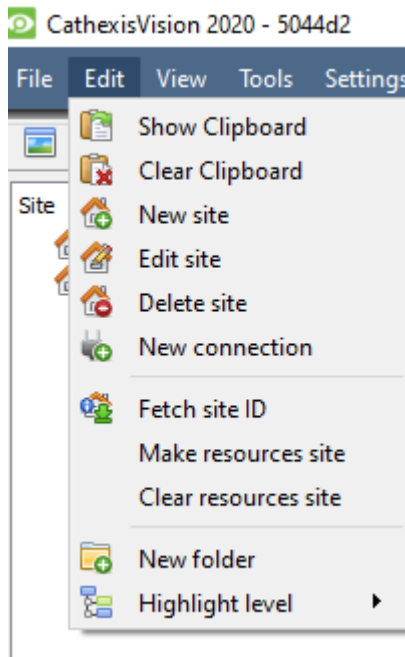 CathexisVision 2020 - 5044d2
File Edit View Tools Settings
Show Clipboard
Clear Clipboard
Site
New site
Edit site
Delete site
New connection
Fetch site ID
Make resources site
Clear resources site
New folder
Highlight level